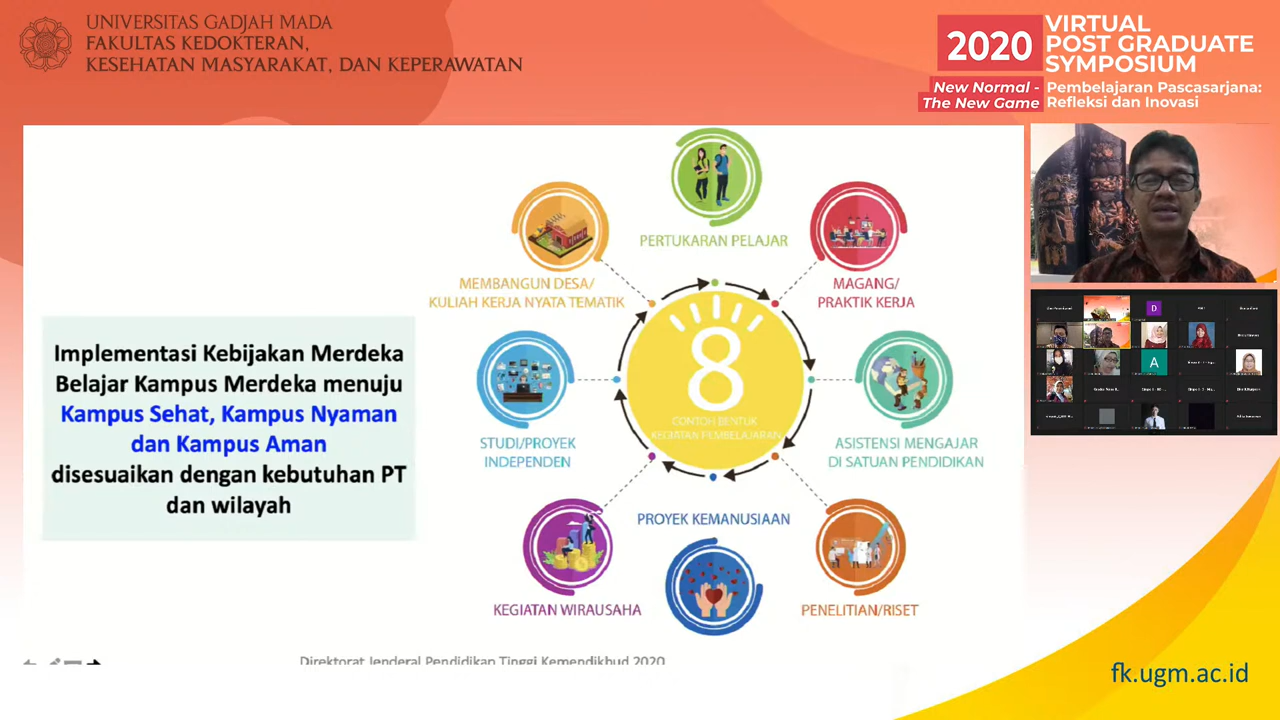 UNIVERSITAS GADJAH MADA
FAKULTAS KEDOKTERAN,
KESEHATAN MASYARAKAT, DAN KEPERAWATAN
2020
VIRTUAL
POST GRADUATE
SYMPOSIUM
New Normal -
The New Game
Pembelajaran Pascasarjana:
Refleksi dan Inovasi
Implementasi Kebijakan Merdeka
Belajar Kampus Merdeka menuju
Kampus Sehat, Kampus Nyaman
dan Kampus Aman
disesuaikan dengan kebutuhan PT
dan wilayah
PERTUKARAN PELAJAR
MEMBANGUN DESA/
KULIAH KERJA NYATA TEMATIK
MAGANG/
PRAKTIK KERJA
8
CONTOH BENTUK
KEGIATAN PEMBELAJARAN
STUDI/PROYEK
INDEPENDEN
ASISTENSI MENGAJAR
DI SATUAN PENDIDIKAN
PROYEK KEMANUSIAAN
KEGIATAN WIRAUSAHA
PENELITIAN/RISET
Direktorat Jenderal Pendidikan Tinggi Kemendikbud 2020
D
A
fk.ugm.ac.id